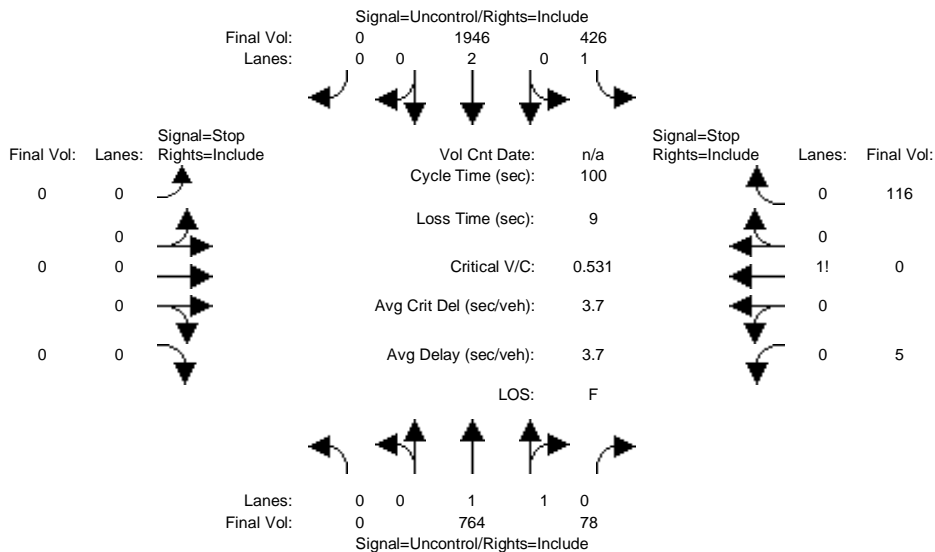 Signal=Uncontrol/Rights=Include
Final Vol: 0 1946 426
Lanes: 0 0 2 0 1
Signal=Stop Signal=Stop
Final Vol: Lanes: Rights=Include Vol Cnt Date: n/a Rights=Include Lanes: Final Vol:
Cycle Time (sec): 100
0 0 0 116
Loss Time (sec): 9
0 0
0 0 Critical V/C: 0.531 1! 0
0 Avg Crit Del (sec/veh): 3.7 0
0 0 Avg Delay (sec/veh): 3.7 0 5
LOS: F
Lanes: 0 0 1 1 0
Final Vol: 0 764 78
Signal=Uncontrol/Rights=Include